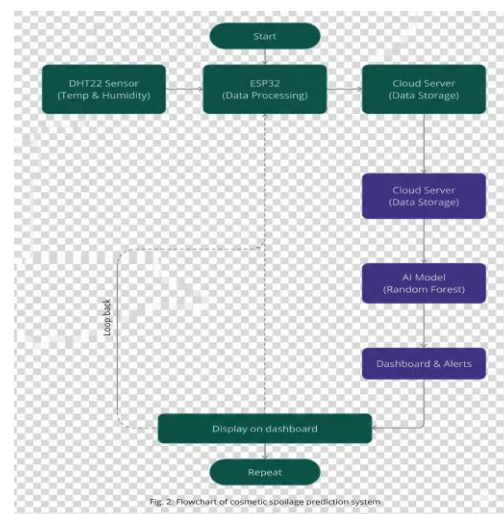 Start
DHT22 Sensor
(Temp & Humidity)
ESP32
(Data Processing)
Cloud Server
(Data Storage)
Cloud Server
(Data Storage)
AI Model
(Random Forest)
Loop back
Dashboard & Alerts
Display on dashboard
Repeat
Fig. 2: Flowchart of cosmetic spoilage prediction system